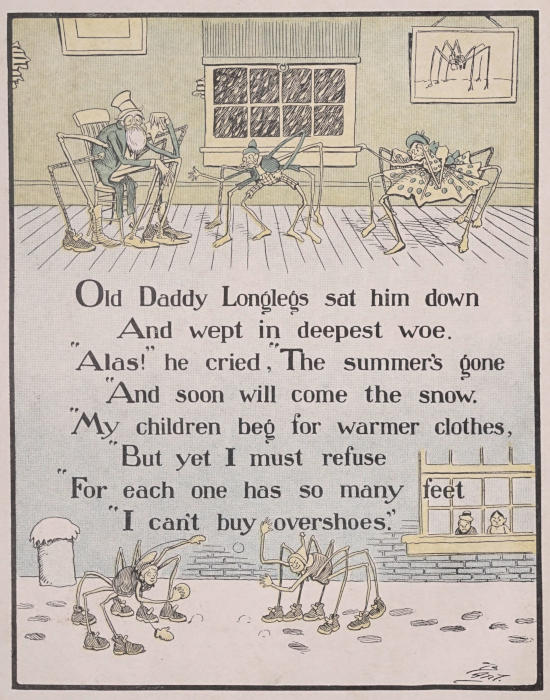 Old Daddy Longlegs sat him down
And wept in deepest woe.
"Alas!" he cried, "The summer's gone
"And soon will come the snow.
"My children beg for warmer clothes,
"But yet I must refuse
"For each one has so many feet
"I can't buy overshoes."